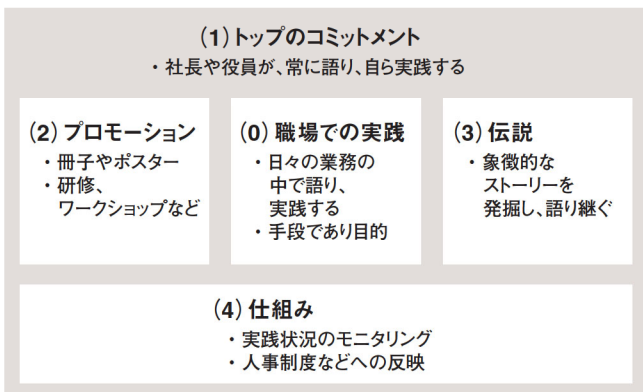 (1)トップのコミットメント
・社長や役員が、常に語り、自ら実践する
(2)プロモーション
・冊子やポスター
・研修、
ワークショップなど
(0)職場での実践
・日々の業務の
中で語り、
実践する
・手段であり目的
(3)伝説
・象徴的な
ストーリーを
発掘し、語り継ぐ
(4)仕組み
・実践状況のモニタリング
・人事制度などへの反映